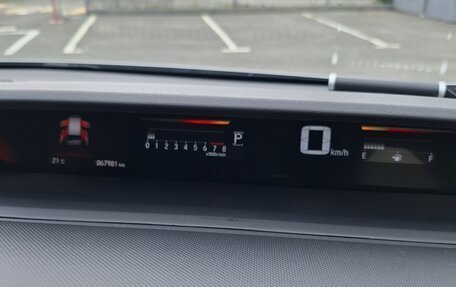 P
0 1 2 3 4 5 6 7 8
x1000r/min
21 °C
067981 km
0 km/h
E F